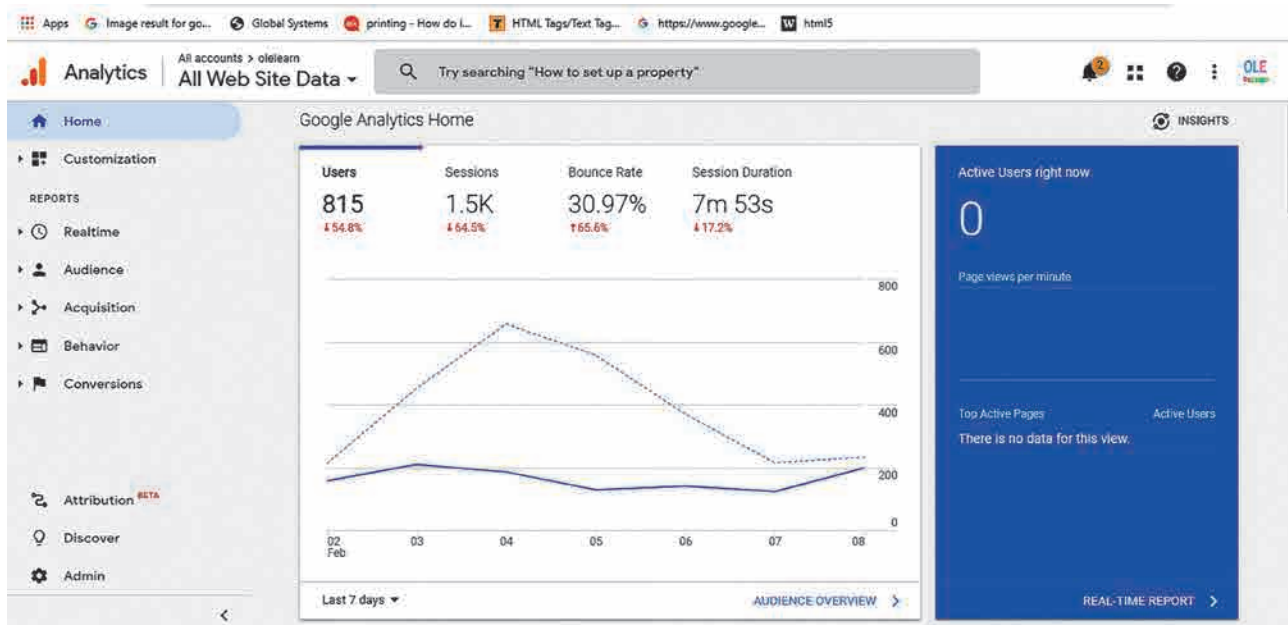 Apps Image result for go... Global Systems printing - How do I... HTML Tags/Text Tag... https://www.google... html5
Analytics
All accounts > olelearn
All Web Site Data
Try searching "How to set up a property"
2
OLE
Home
Customization
REPORTS
Realtime
Audience
Acquisition
Behavior
Conversions
Attribution BETA
Discover
Admin
Google Analytics Home
INSIGHTS
Users Sessions Bounce Rate Session Duration
815 1.5K 30.97% 7m 53s
↓54.8% ↓64.5% ↑65.6% ↓17.2%
800
600
400
200
0
02 03 04 05 06 07 08
Feb
Last 7 days
AUDIENCE OVERVIEW
Active Users right now
0
Page views per minute
Top Active Pages Active Users
There is no data for this view.
REAL-TIME REPORT